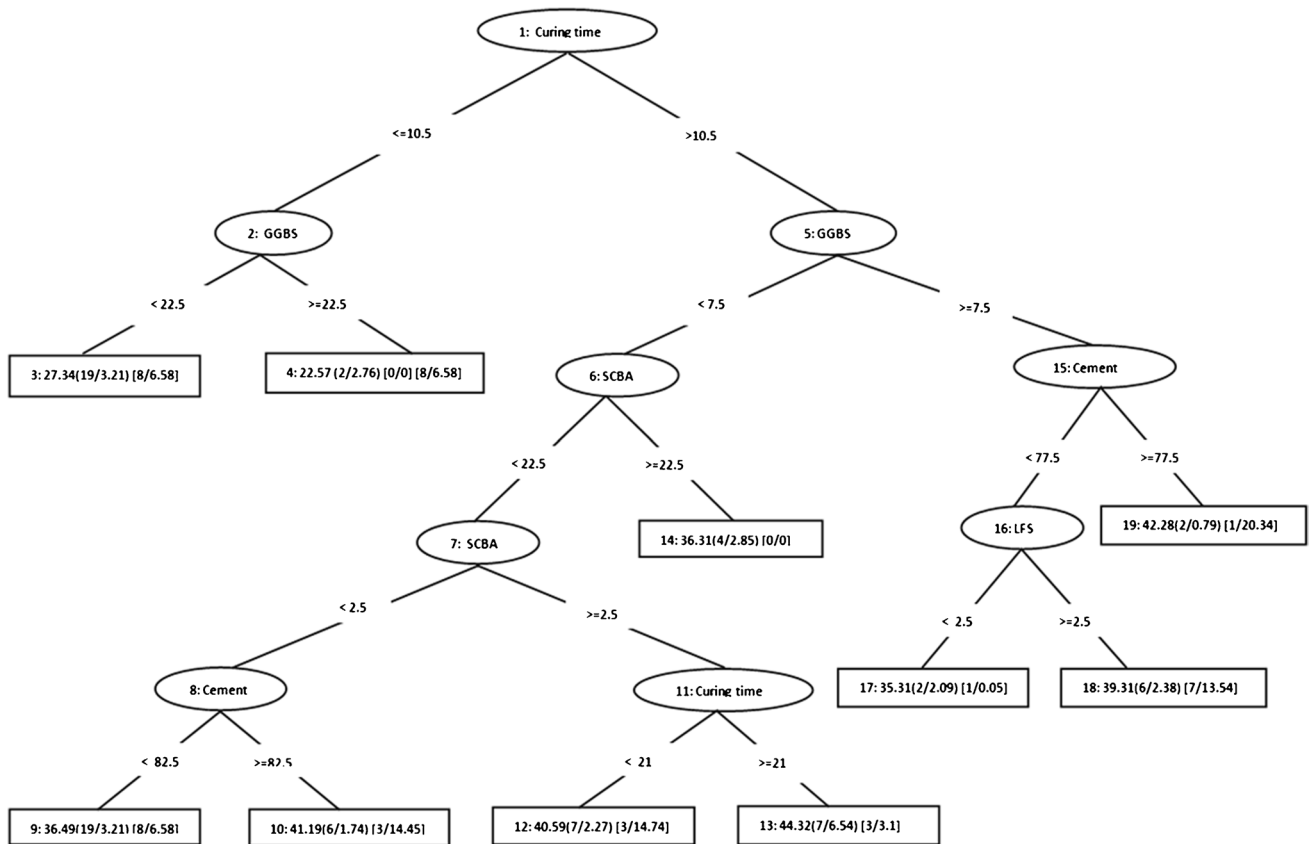 1: Curing time
<=10.5
>10.5
2: GGBS
5: GGBS
< 22.5
>=22.5
< 7.5
>=7.5
3: 27.34(19/3.21) [8/6.58]
4: 22.57 (2/2.76) [0/0] [8/6.58]
6: SCBA
15: Cement
< 22.5
>=22.5
< 77.5
>=77.5
7: SCBA
14: 36.31(4/2.85) [0/0]
16: LFS
19: 42.28(2/0.79) [1/20.34]
< 2.5
>=2.5
< 2.5
>=2.5
8: Cement
11: Curing time
17: 35.31(2/2.09) [1/0.05]
18: 39.31(6/2.38) [7/13.54]
< 82.5
>=82.5
< 21
>=21
9: 36.49(19/3.21) [8/6.58]
10: 41.19(6/1.74) [3/14.45]
12: 40.59(7/2.27) [3/14.74]
13: 44.32(7/6.54) [3/3.1]